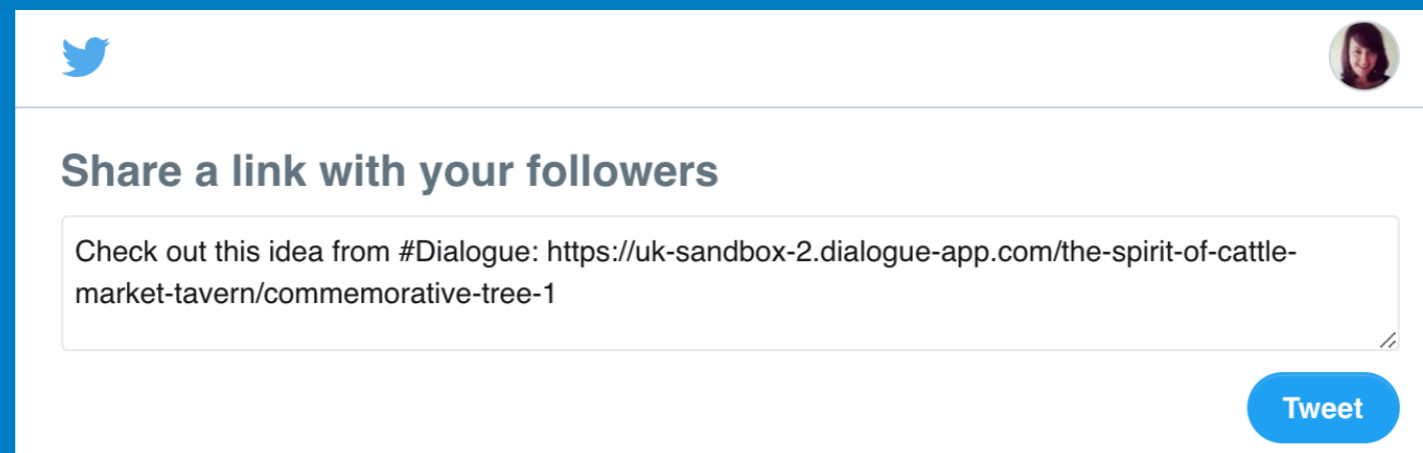 Share a link with your followers
Check out this idea from #Dialogue: https://uk-sandbox-2.dialogue-app.com/the-spirit-of-cattle-
market-tavern/commemorative-tree-1
Tweet